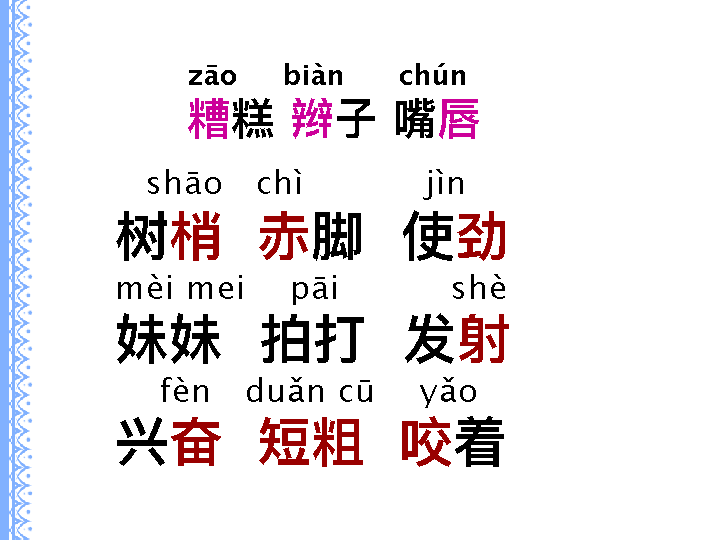 zāo biàn chún
糟糕 辫子 嘴唇
shāo chì jìn
树梢 赤脚 使劲
mèi mei pāi shè
妹妹 拍打 发射
fèn duǎn cū yǎo
兴奋 短粗 咬着